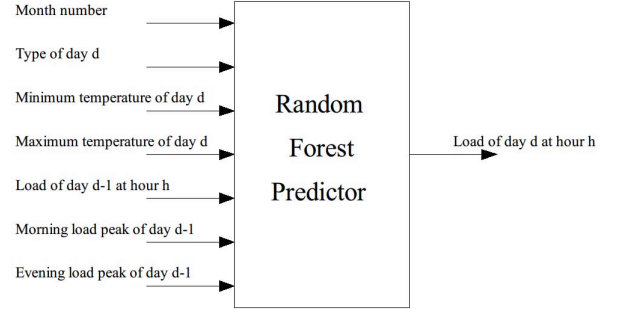 Month number
Type of day d
Minimum temperature of day d
Maximum temperature of day d
Load of day d-1 at hour h
Morning load peak of day d-1
Evening load peak of day d-1
Random
Forest
Predictor
Load of day d at hour h